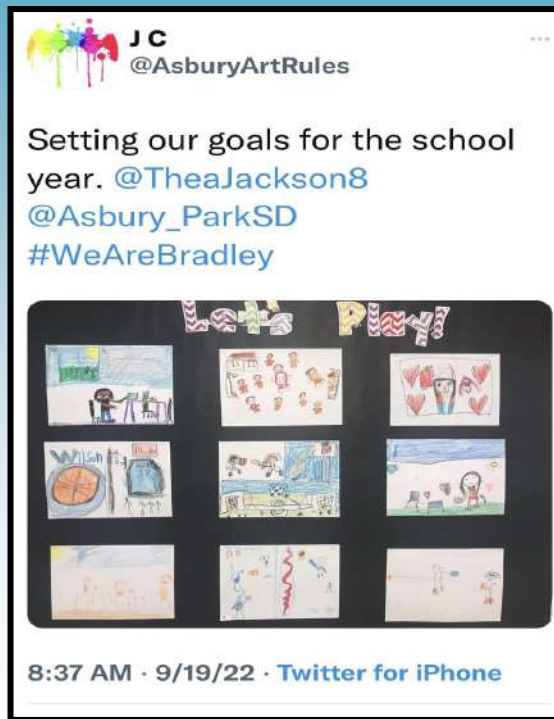 J C
@AsburyArtRules
Setting our goals for the school
year. @TheaJackson8
@Asbury_ParkSD
#WeAreBradley
Let's Play!
Wilson
8:37 AM · 9/19/22 · Twitter for iPhone